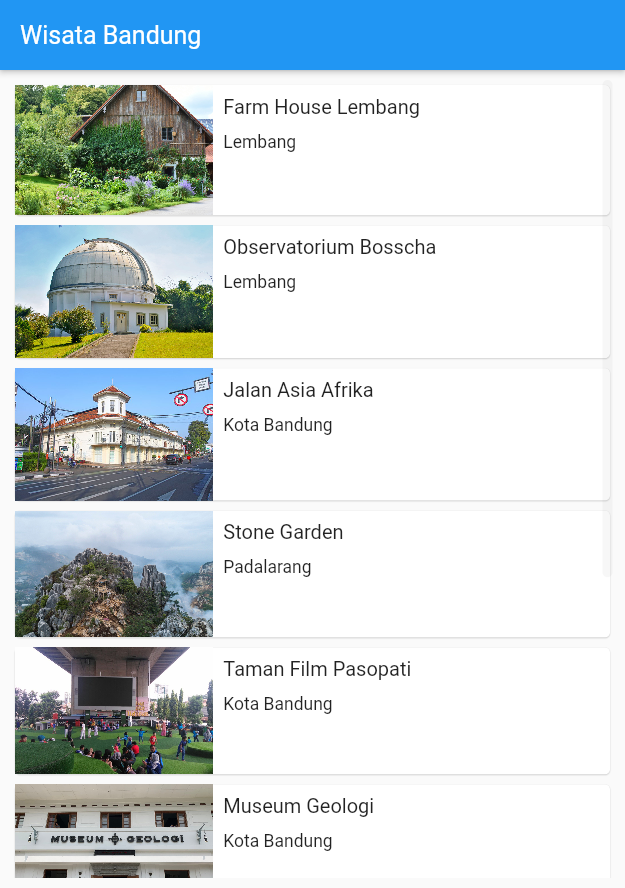 Wisata Bandung
Farm House Lembang
Lembang
Observatorium Bosscha
Lembang
Jalan Asia Afrika
Kota Bandung
Stone Garden
Padalarang
Taman Film Pasopati
Kota Bandung
Museum Geologi
Kota Bandung
MUSEUM GEOLOGI